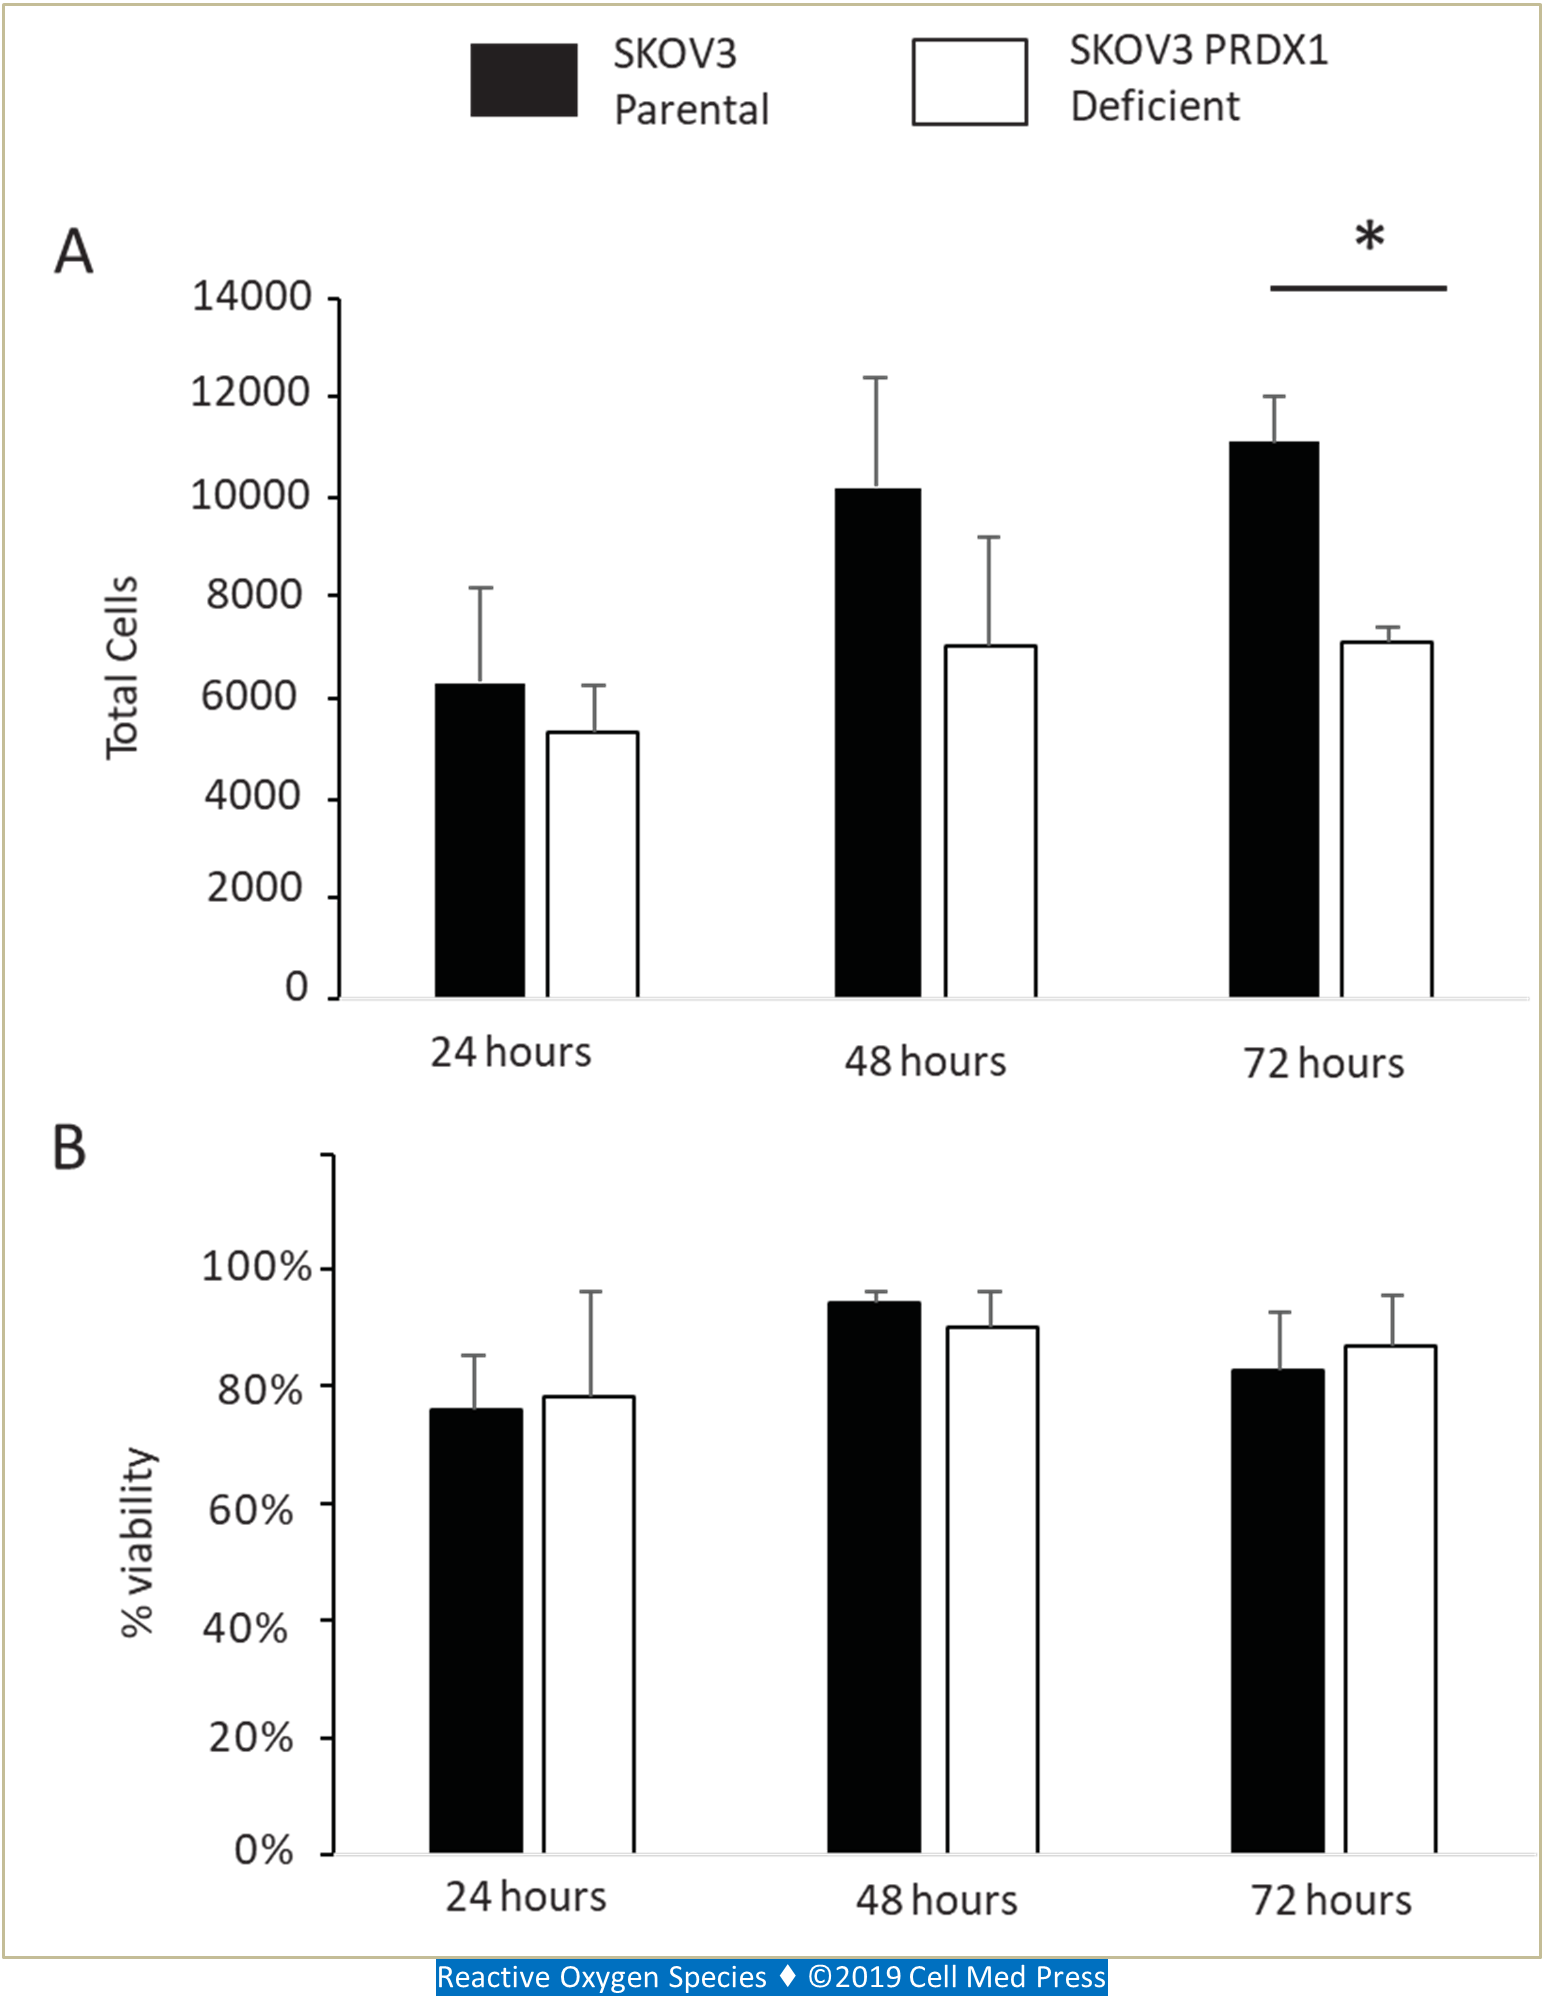 SKOV3
Parental
SKOV3 PRDX1
Deficient
A
*
14000
12000
10000
8000
6000
4000
2000
0
Total Cells
24 hours
48 hours
72 hours
B
100%
80%
60%
40%
20%
0%
% viability
24 hours
48 hours
72 hours
Reactive Oxygen Species ♦ ©2019 Cell Med Press